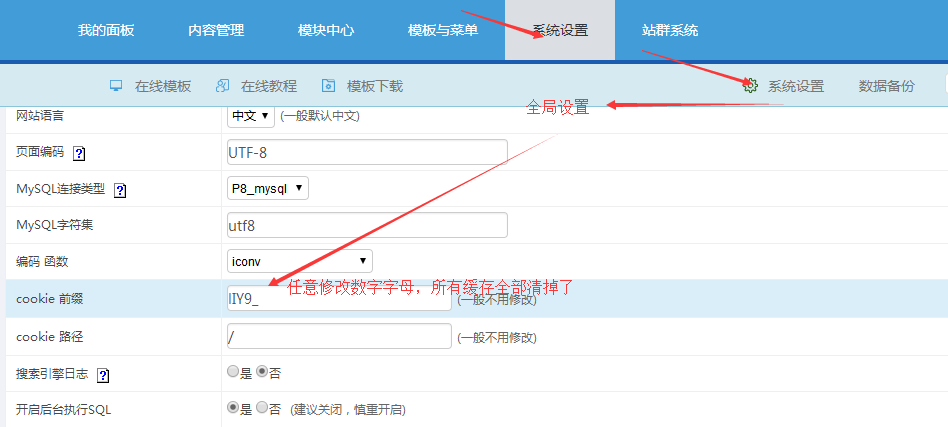 我的面板 内容管理 模块中心 模板与菜单 系统设置 站群系统
在线模板 在线教程 模板下载 系统设置 数据备份
全局设置
网站语言 中文 (一般默认中文)
页面编码 UTF-8
MySQL连接类型 P8_mysql
MySQL字符集 utf8
编码 函数 iconv
任意修改数字字母，所有缓存全部清掉了
cookie 前缀 lIY9_ (一般不用修改)
cookie 路径 / (一般不用修改)
搜索引擎日志 是 否
开启后台执行SQL 是 否 (建议关闭，慎重开启)